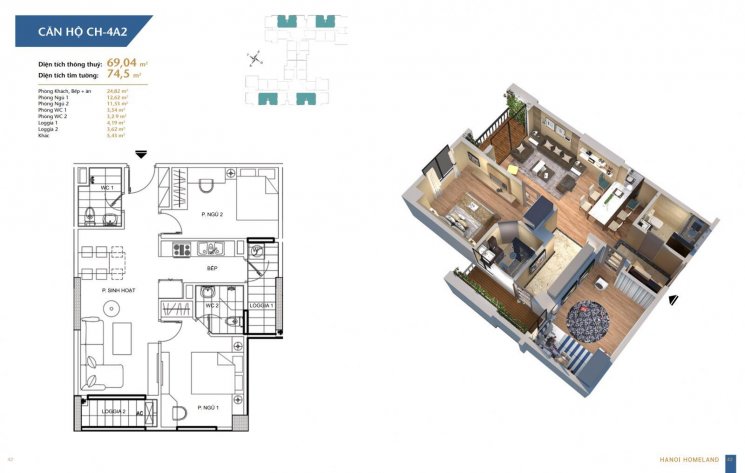 CĂN HỘ CH-4A2
Diện tích thông thuỷ: 69,04 m²
Diện tích tim tường: 74,5 m²
Phòng Khách, Bếp + ăn 24,82 m²
Phòng Ngủ 1 12,62 m²
Phòng Ngủ 2 11,51 m²
Phòng WC 1 3,54 m²
Phòng WC 2 3,29 m²
Loggia 1 4,19 m²
Loggia 2 3,62 m²
Khác 5,45 m²
WC 1
P. NGỦ 2
BẾP
P. SINH HOẠT
WC 2
LOGGIA 1
LOGGIA 2
AC
P. NGỦ 1
HANOI HOMELAND